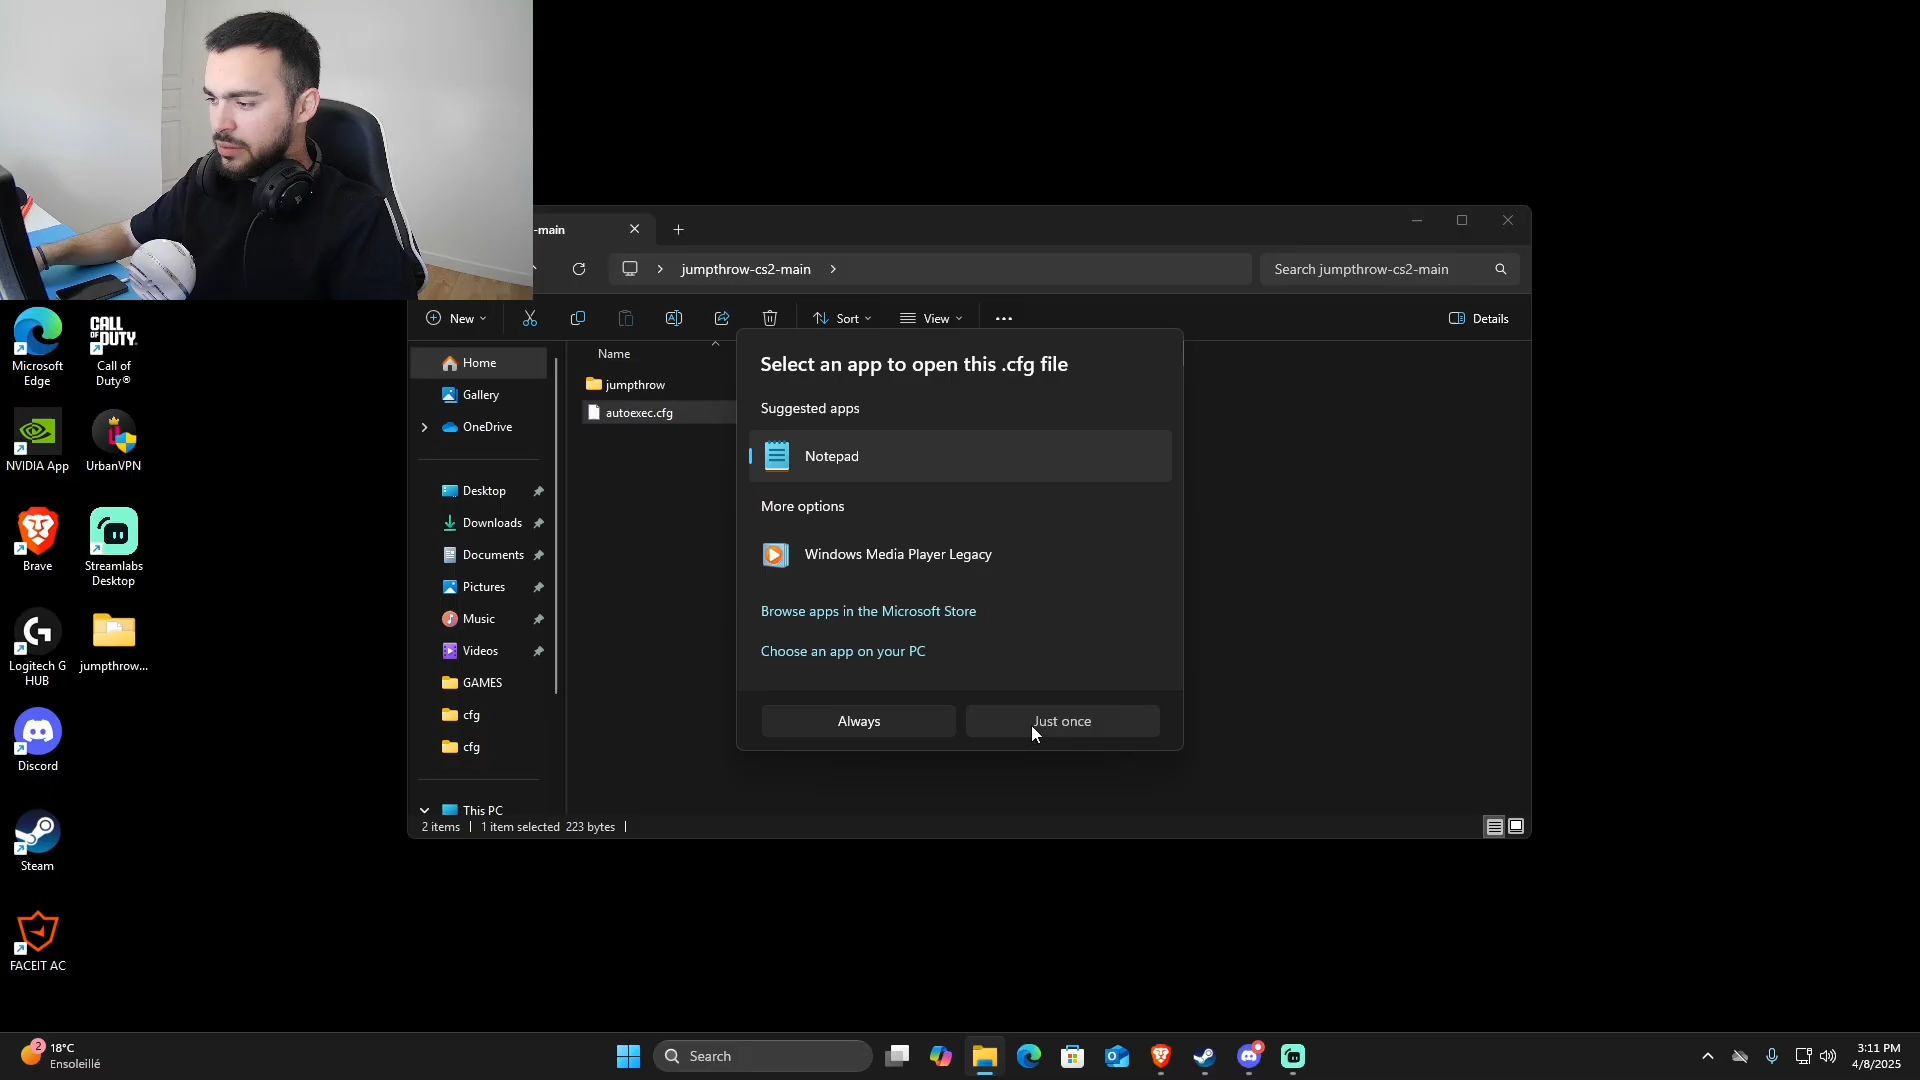 -main
jumpthrow-cs2-main
Search jumpthrow-cs2-main
New
Sort
View
Details
Home
Gallery
OneDrive
Desktop
Downloads
Documents
Pictures
Music
Videos
GAMES
cfg
cfg
This PC
Name
jumpthrow
autoexec.cfg
2 items
1 item selected 223 bytes
Select an app to open this .cfg file
Suggested apps
Notepad
More options
Windows Media Player Legacy
Browse apps in the Microsoft Store
Choose an app on your PC
Always
Just once
Microsoft
Edge
CALL OF DUTY
Call of
Duty®
NVIDIA App
UrbanVPN
Brave
Streamlabs
Desktop
Logitech G
HUB
jumpthrow...
Discord
Steam
FACEIT AC
2
18°C
Ensoleillé
Search
3:11 PM
4/8/2025